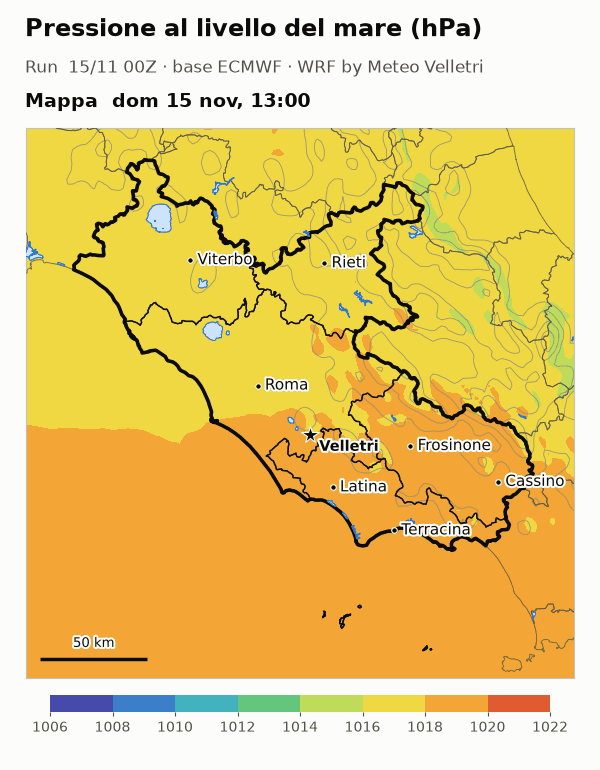 Pressione al livello del mare (hPa)
Run  15/11 00Z · base ECMWF · WRF by Meteo Velletri
Mappa  dom 15 nov, 13:00
Viterbo
Rieti
Roma
Velletri
Frosinone
Cassino
Latina
Terracina
50 km
1006 1008 1010 1012 1014 1016 1018 1020 1022